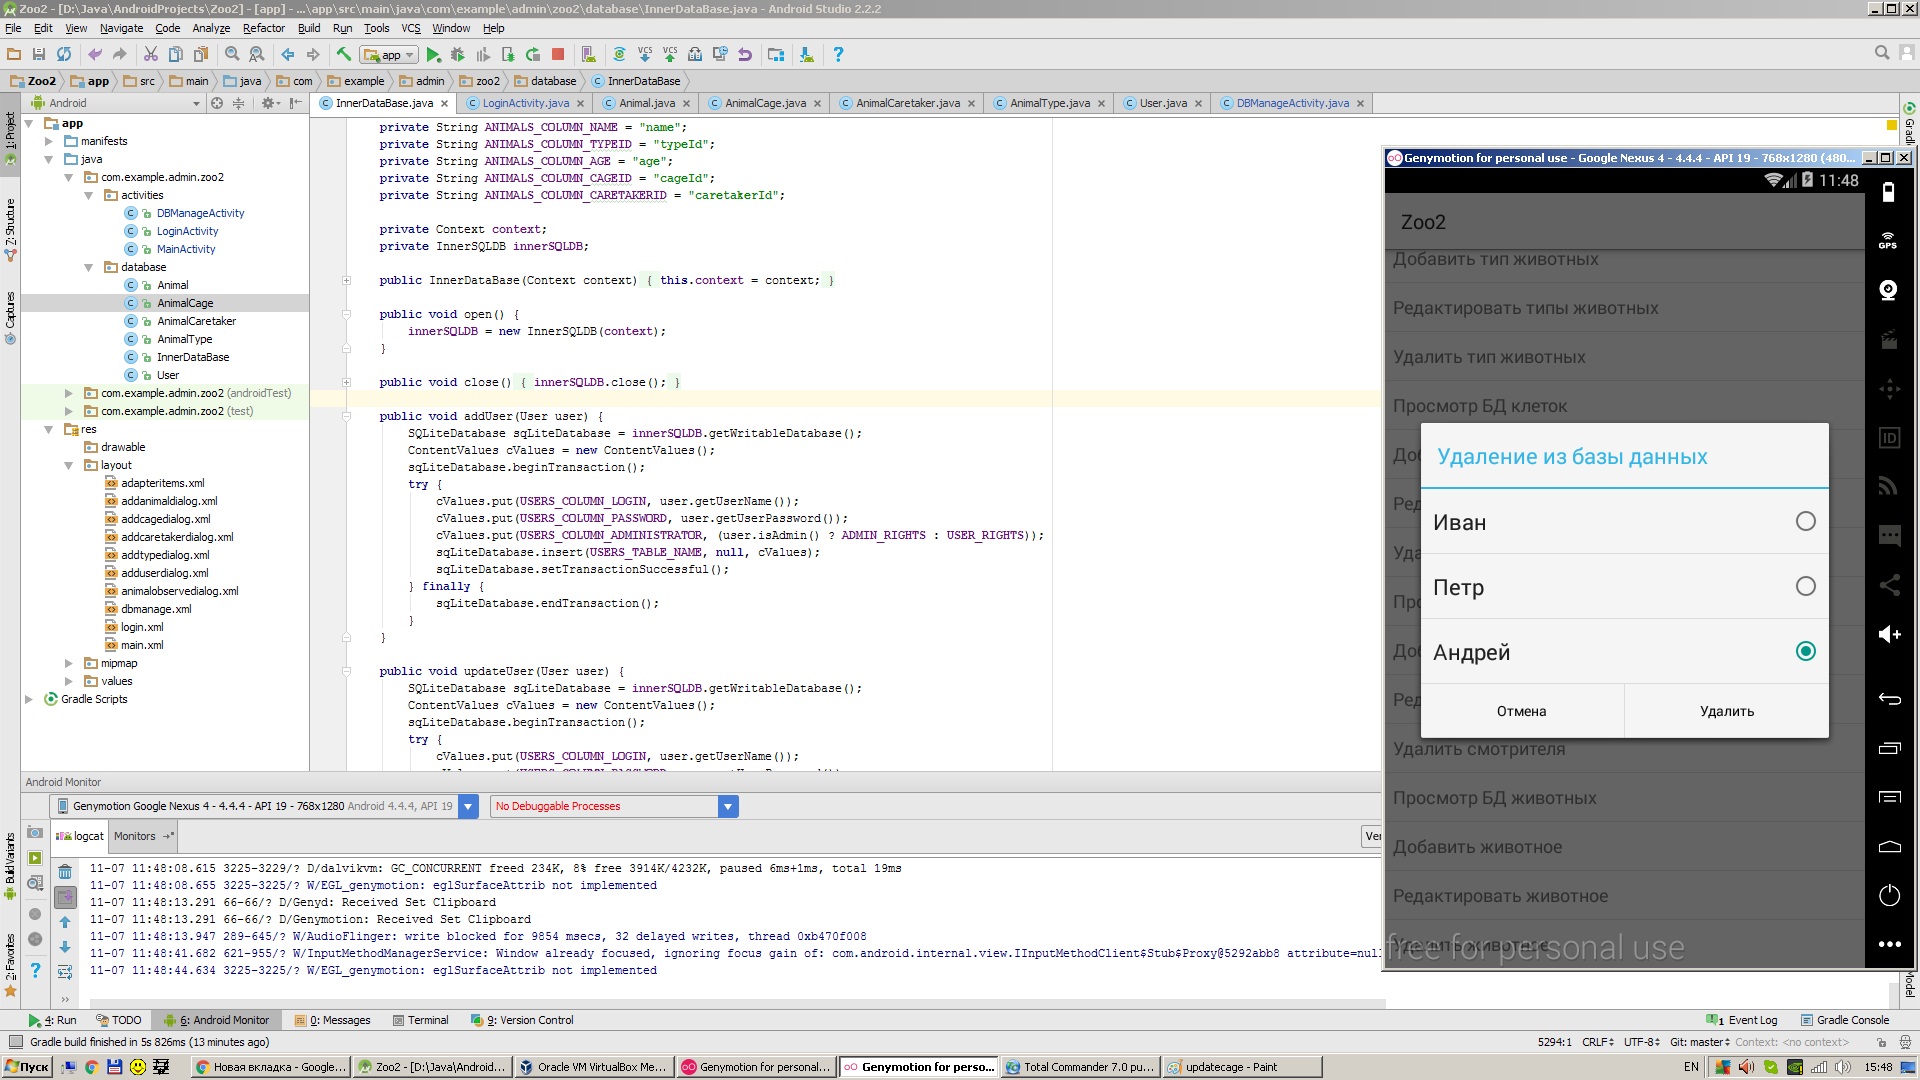 Zoo2 - [D:\Java\AndroidProjects\Zoo2] - [app] - ...\app\src\main\java\com\example\admin\zoo2\database\InnerDataBase.java - Android Studio 2.2.2
File Edit View Navigate Code Analyze Refactor Build Run Tools VCS Window Help
app
Zoo2 app src main java com example admin zoo2 database InnerDataBase
Android
InnerDataBase.java LoginActivity.java Animal.java AnimalCage.java AnimalCaretaker.java AnimalType.java User.java DBManageActivity.java
1: Project
Z: Structure
Captures
Build Variants
2: Favorites
app
manifests
java
com.example.admin.zoo2
activities
DBManageActivity
LoginActivity
MainActivity
database
Animal
AnimalCage
AnimalCaretaker
AnimalType
InnerDataBase
User
com.example.admin.zoo2 (androidTest)
com.example.admin.zoo2 (test)
res
drawable
layout
adapteritems.xml
addanimaldialog.xml
addcagedialog.xml
addcaretakerdialog.xml
addtypedialog.xml
adduserdialog.xml
animalobservedialog.xml
dbmanage.xml
login.xml
main.xml
mipmap
values
Gradle Scripts
private String ANIMALS_COLUMN_NAME = "name";
private String ANIMALS_COLUMN_TYPEID = "typeId";
private String ANIMALS_COLUMN_AGE = "age";
private String ANIMALS_COLUMN_CAGEID = "cageId";
private String ANIMALS_COLUMN_CARETAKERID = "caretakerId";
private Context context;
private InnerSQLDB innerSQLDB;
public InnerDataBase(Context context) { this.context = context; }
public void open() {
innerSQLDB = new InnerSQLDB(context);
}
public void close() { innerSQLDB.close(); }
public void addUser(User user) {
SQLiteDatabase sqLiteDatabase = innerSQLDB.getWritableDatabase();
ContentValues cValues = new ContentValues();
sqLiteDatabase.beginTransaction();
try {
cValues.put(USERS_COLUMN_LOGIN, user.getUserName());
cValues.put(USERS_COLUMN_PASSWORD, user.getUserPassword());
cValues.put(USERS_COLUMN_ADMINISTRATOR, (user.isAdmin() ? ADMIN_RIGHTS : USER_RIGHTS));
sqLiteDatabase.insert(USERS_TABLE_NAME, null, cValues);
sqLiteDatabase.setTransactionSuccessful();
} finally {
sqLiteDatabase.endTransaction();
}
}
public void updateUser(User user) {
SQLiteDatabase sqLiteDatabase = innerSQLDB.getWritableDatabase();
ContentValues cValues = new ContentValues();
sqLiteDatabase.beginTransaction();
try {
cValues.put(USERS_COLUMN_LOGIN, user.getUserName());
Genymotion for personal use - Google Nexus 4 - 4.4.4 - API 19 - 768x1280 (480...
11:48
Zoo2
GPS
ID
Добавить тип животных
Редактировать типы животных
Удалить тип животных
Просмотр БД клеток
Удаление из базы данных
Иван
Петр
Андрей
Отмена Удалить
Удалить смотрителя
Просмотр БД животных
Добавить животное
Редактировать животное
Удалить животное
free for personal use
Android Monitor
Genymotion Google Nexus 4 - 4.4.4 - API 19 - 768x1280 Android 4.4.4, API 19
No Debuggable Processes
logcat Monitors
Ver
11-07 11:48:08.615 3225-3229/? D/dalvikvm: GC_CONCURRENT freed 234K, 8% free 3914K/4232K, paused 6ms+1ms, total 19ms
11-07 11:48:08.655 3225-3225/? W/EGL_genymotion: eglSurfaceAttrib not implemented
11-07 11:48:13.291 66-66/? D/Genyd: Received Set Clipboard
11-07 11:48:13.291 66-66/? D/Genymotion: Received Set Clipboard
11-07 11:48:13.947 289-645/? W/AudioFlinger: write blocked for 9854 msecs, 32 delayed writes, thread 0xb470f008
11-07 11:48:41.682 621-955/? W/InputMethodManagerService: Window already focused, ignoring focus gain of: com.android.internal.view.IInputMethodClient$Stub$Proxy@5292abb8 attribute=null
11-07 11:48:44.634 3225-3225/? W/EGL_genymotion: eglSurfaceAttrib not implemented
4: Run TODO 6: Android Monitor 0: Messages Terminal 9: Version Control
1 Event Log Gradle Console
Gradle build finished in 5s 826ms (13 minutes ago)
5294:1 CRLF UTF-8 Git: master Context: <no context>
Пуск
Новая вкладка - Google...
Zoo2 - [D:\Java\Android...
Oracle VM VirtualBox Me...
Genymotion for personal...
Genymotion for perso...
Total Commander 7.0 pu...
updatecage - Paint
EN
15:48